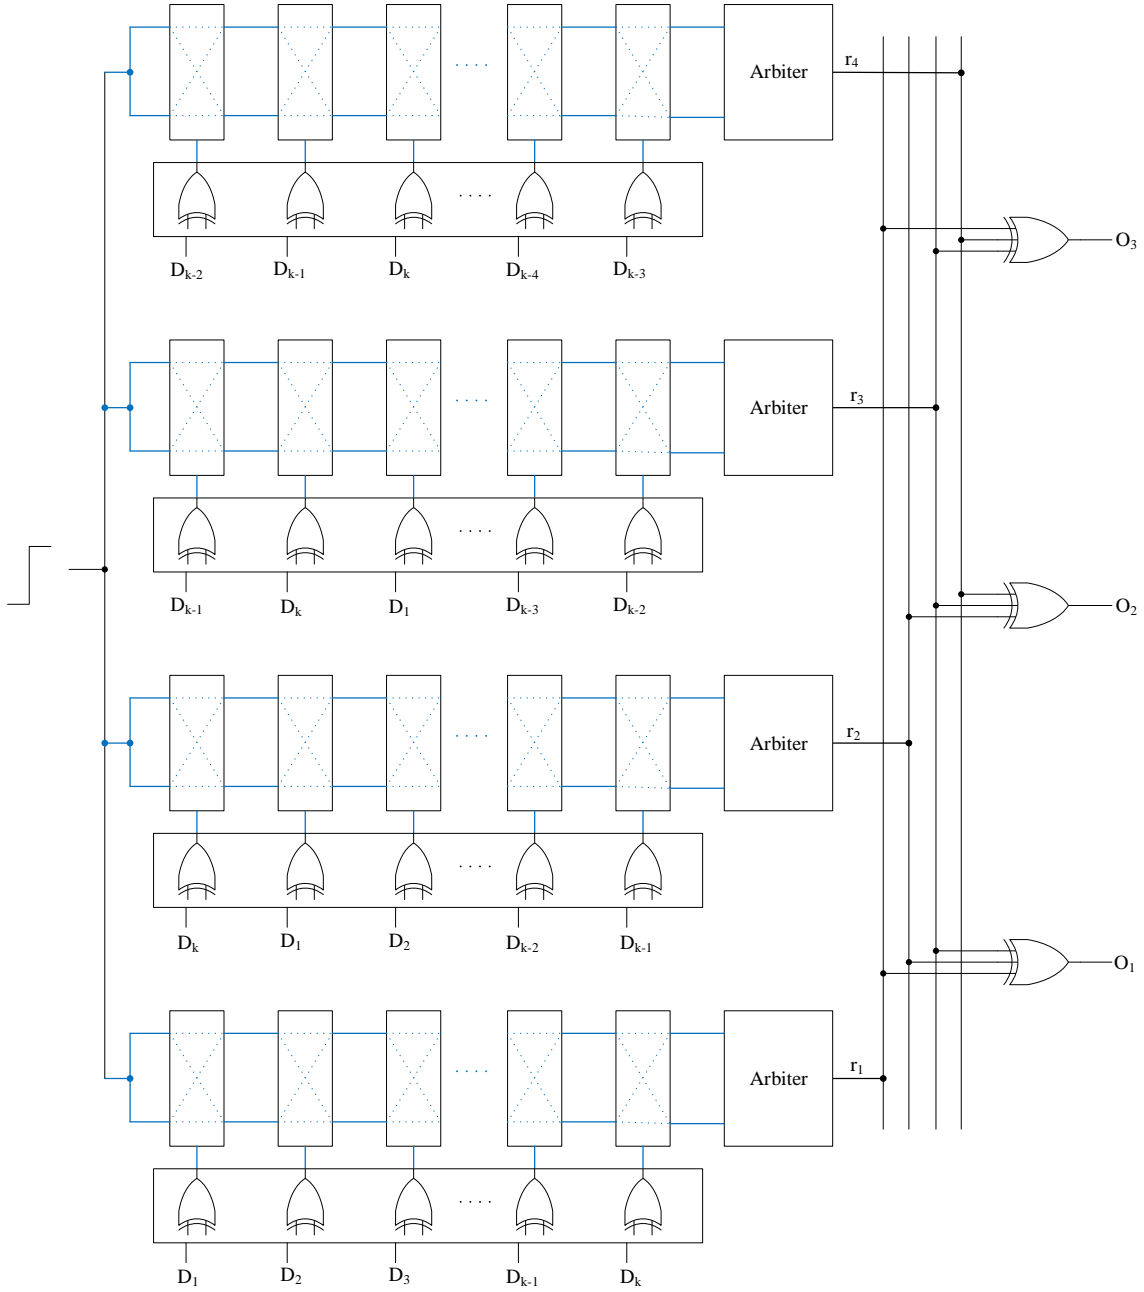 Arbiter r₄
Dₖ₋₂ Dₖ₋₁ Dₖ Dₖ₋₄ Dₖ₋₃
O₃
Arbiter r₃
Dₖ₋₁ Dₖ D₁ Dₖ₋₃ Dₖ₋₂
O₂
Arbiter r₂
Dₖ D₁ D₂ Dₖ₋₂ Dₖ₋₁
O₁
Arbiter r₁
D₁ D₂ D₃ Dₖ₋₁ Dₖ